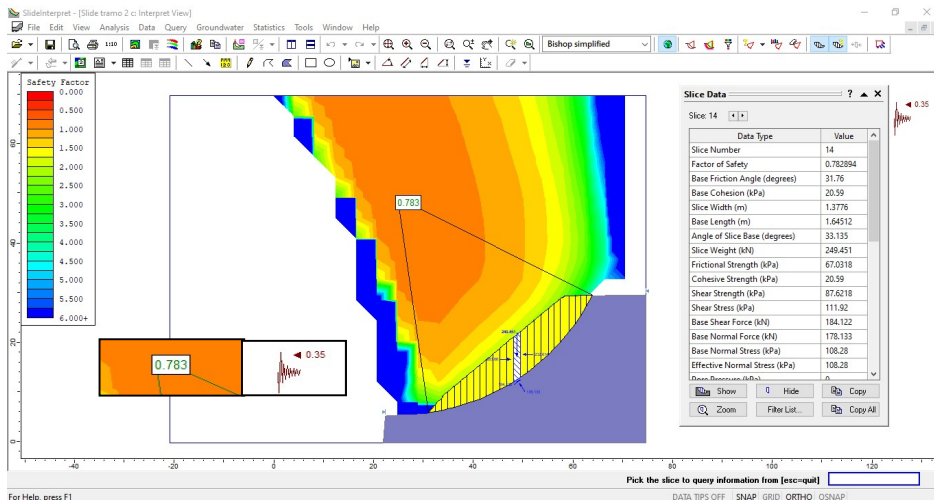 SlideInterpret - [Slide tramo 2 c: Interpret View]
File Edit View Analysis Data Query Groundwater Statistics Tools Window Help
1:10
Bishop simplified
Safety Factor
0.000
0.500
1.000
1.500
2.000
2.500
3.000
3.500
4.000
4.500
5.000
5.500
6.000+
0.783
0.783
0.35
0.35
60
40
20
0
-40
-20
0
20
40
60
80
100
120
Slice Data
?
Slice: 14
Data Type Value
Slice Number 14
Factor of Safety 0.782894
Base Friction Angle (degrees) 31.76
Base Cohesion (kPa) 20.59
Slice Width (m) 1.3776
Base Length (m) 1.64512
Angle of Slice Base (degrees) 33.135
Slice Weight (kN) 249.451
Frictional Strength (kPa) 67.0318
Cohesive Strength (kPa) 20.59
Shear Strength (kPa) 87.6218
Shear Stress (kPa) 111.92
Base Shear Force (kN) 184.122
Base Normal Force (kN) 178.133
Base Normal Stress (kPa) 108.28
Effective Normal Stress (kPa) 108.28
Pore Pressure (kPa) 0
Show Hide Copy
Zoom Filter List... Copy All
Pick the slice to query information from [esc=quit]
For Help, press F1
DATA TIPS OFF SNAP GRID ORTHO OSNAP